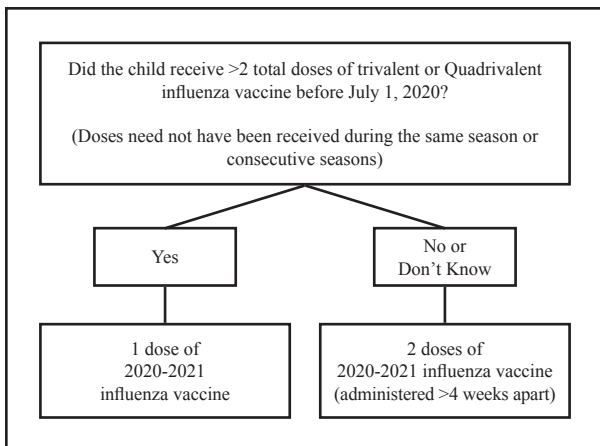 Did the child receive >2 total doses of trivalent or Quadrivalent
influenza vaccine before July 1, 2020?
(Doses need not have been received during the same season or
consecutive seasons)
Yes
No or
Don’t Know
1 dose of
2020-2021
influenza vaccine
2 doses of
2020-2021 influenza vaccine
(administered >4 weeks apart)